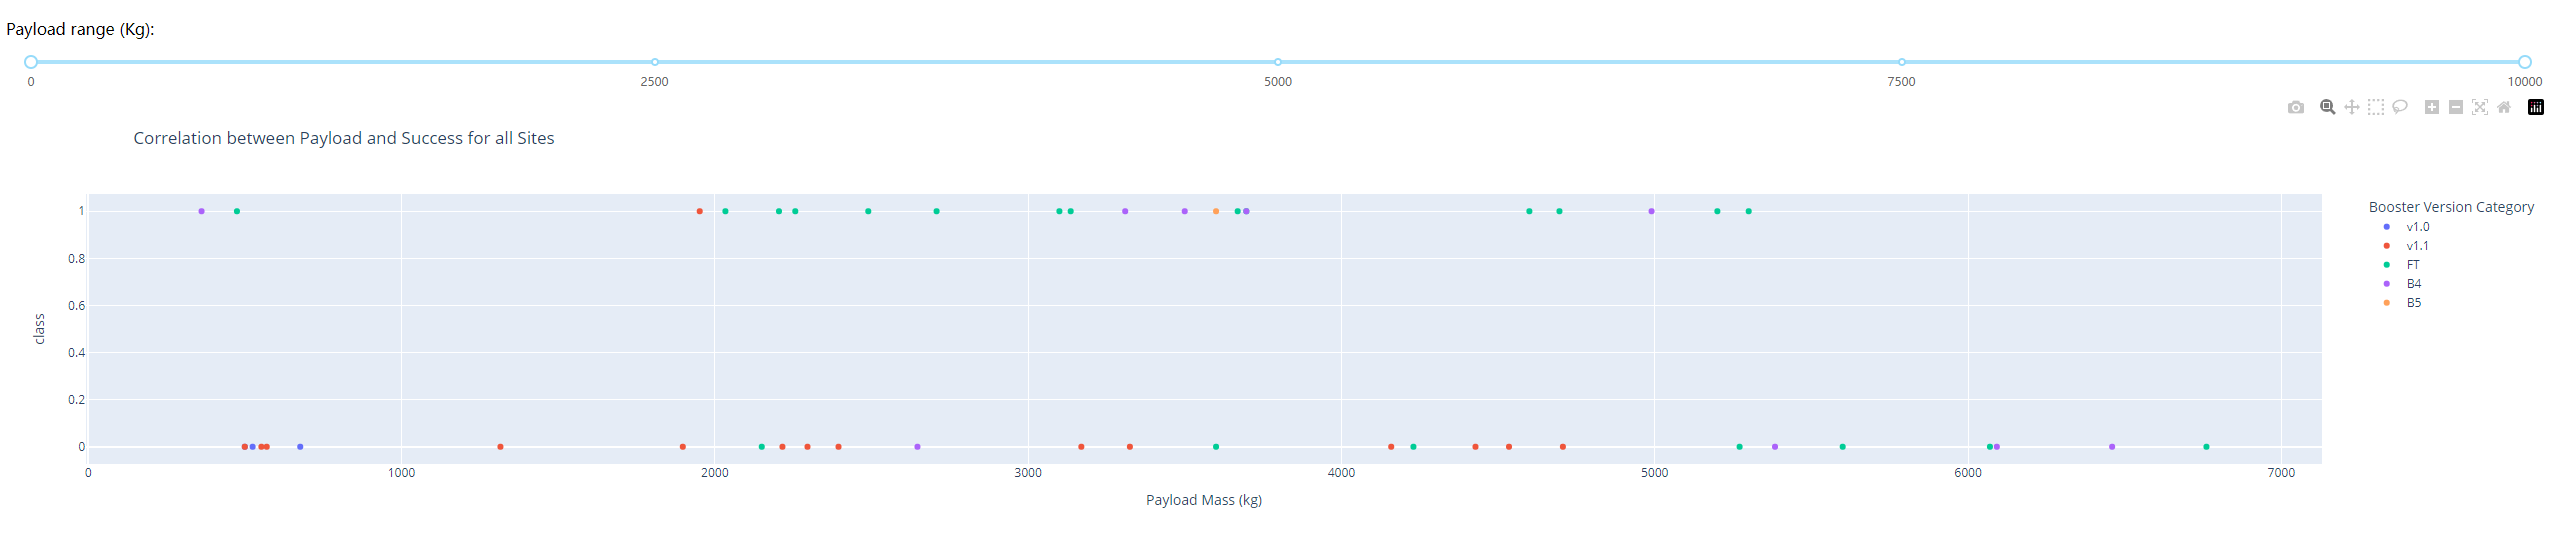 Payload range (Kg):
0 2500 5000 7500 10000
Correlation between Payload and Success for all Sites
1
0.8
0.6
0.4
0.2
0
class
0 1000 2000 3000 4000 5000 6000 7000
Payload Mass (kg)
Booster Version Category
v1.0
v1.1
FT
B4
B5